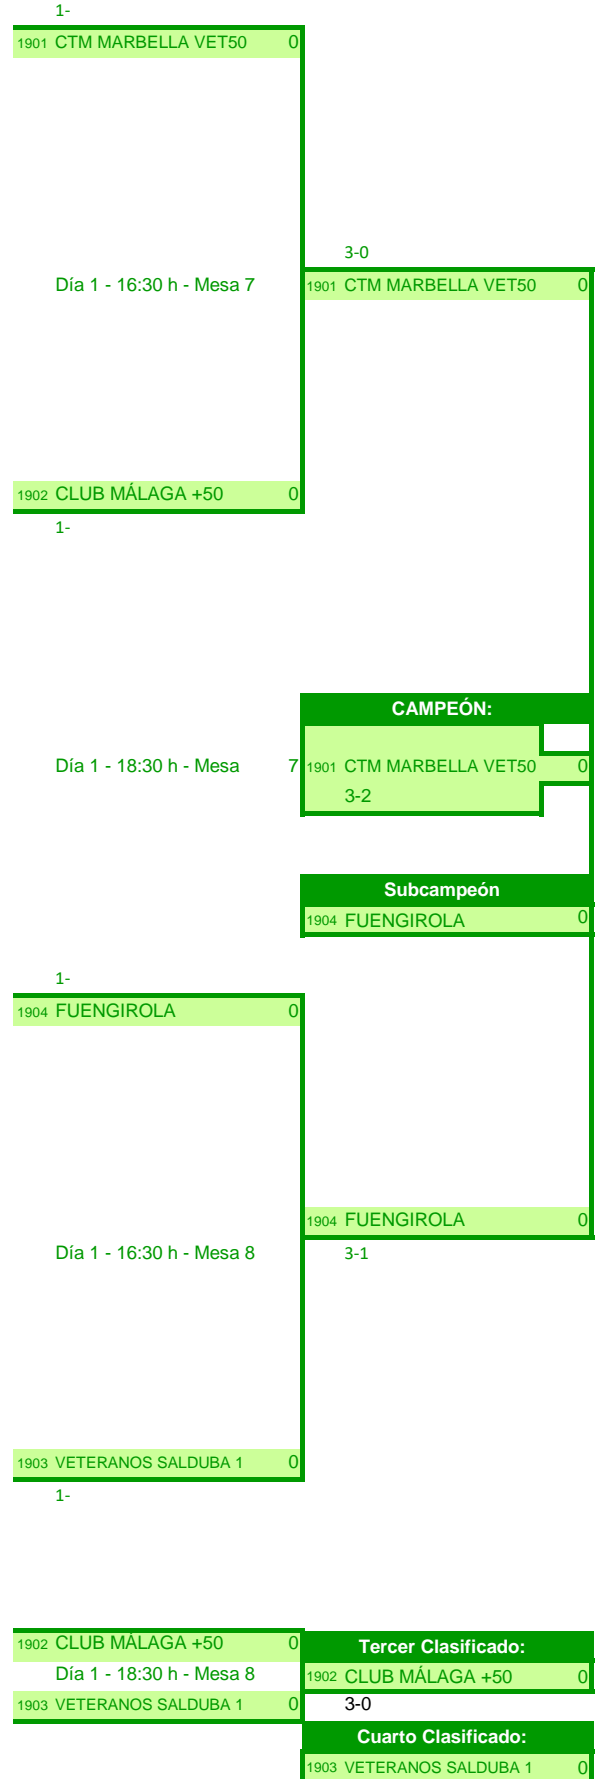 1-
1901 CTM MARBELLA VET50 0
3-0
Día 1 - 16:30 h - Mesa 7 1901 CTM MARBELLA VET50 0
1902 CLUB MÁLAGA +50 0
1-
CAMPEÓN:
Día 1 - 18:30 h - Mesa 7 1901 CTM MARBELLA VET50 0
3-2
Subcampeón
1904 FUENGIROLA 0
1-
1904 FUENGIROLA 0
1904 FUENGIROLA 0
Día 1 - 16:30 h - Mesa 8 3-1
1903 VETERANOS SALDUBA 1 0
1-
1902 CLUB MÁLAGA +50 0 Tercer Clasificado:
Día 1 - 18:30 h - Mesa 8 1902 CLUB MÁLAGA +50 0
1903 VETERANOS SALDUBA 1 0 3-0
Cuarto Clasificado:
1903 VETERANOS SALDUBA 1 0